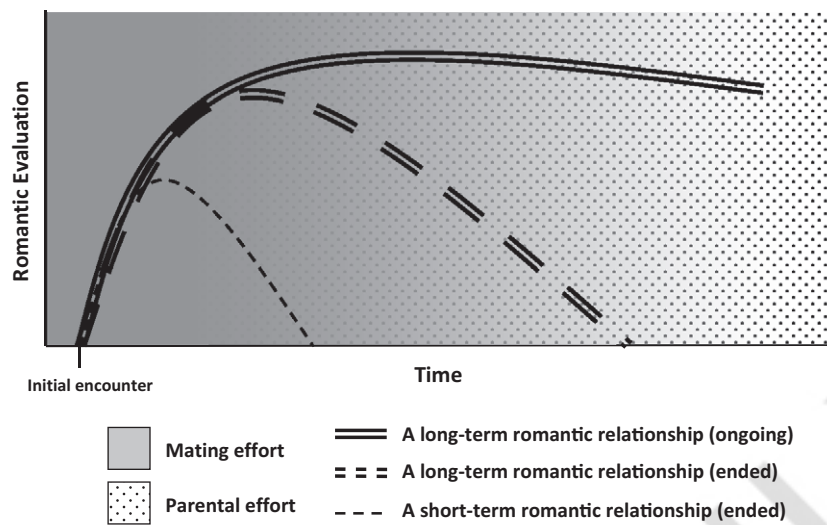 Romantic Evaluation
Time
Initial encounter
Mating effort
Parental effort
A long-term romantic relationship (ongoing)
A long-term romantic relationship (ended)
A short-term romantic relationship (ended)